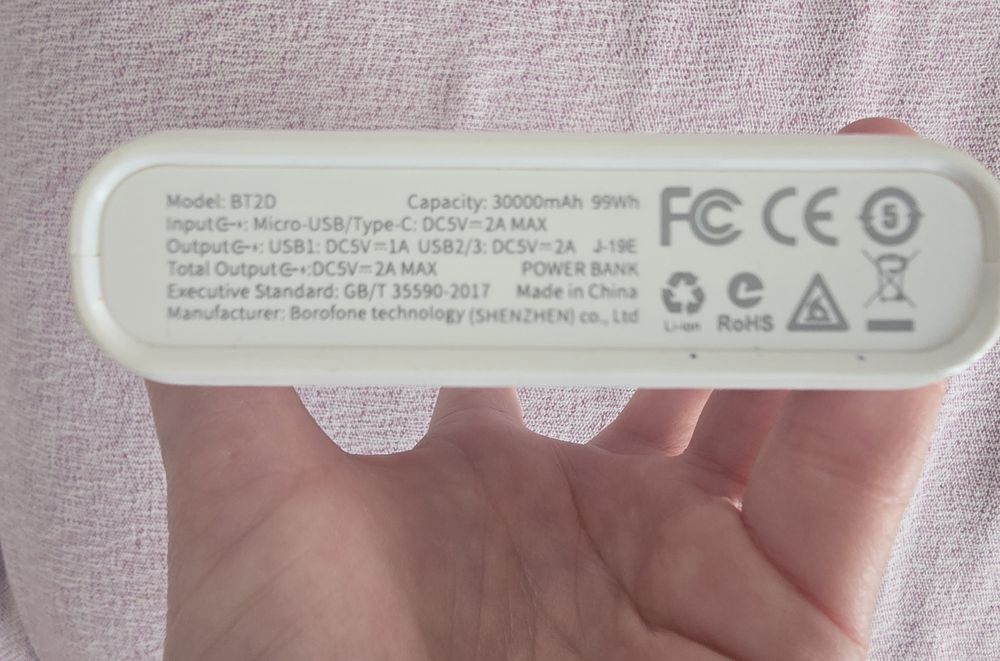 Model: BT2D Capacity: 30000mAh 99Wh
Input: Micro-USB/Type-C: DC5V⎓2A MAX
Output: USB1: DC5V⎓1A USB2/3: DC5V⎓2A J-19E
Total Output:DC5V⎓2A MAX POWER BANK
Executive Standard: GB/T 35590-2017 Made in China
Manufacturer: Borofone technology (SHENZHEN) co., Ltd
FC CE 5
Li-ion RoHS 6